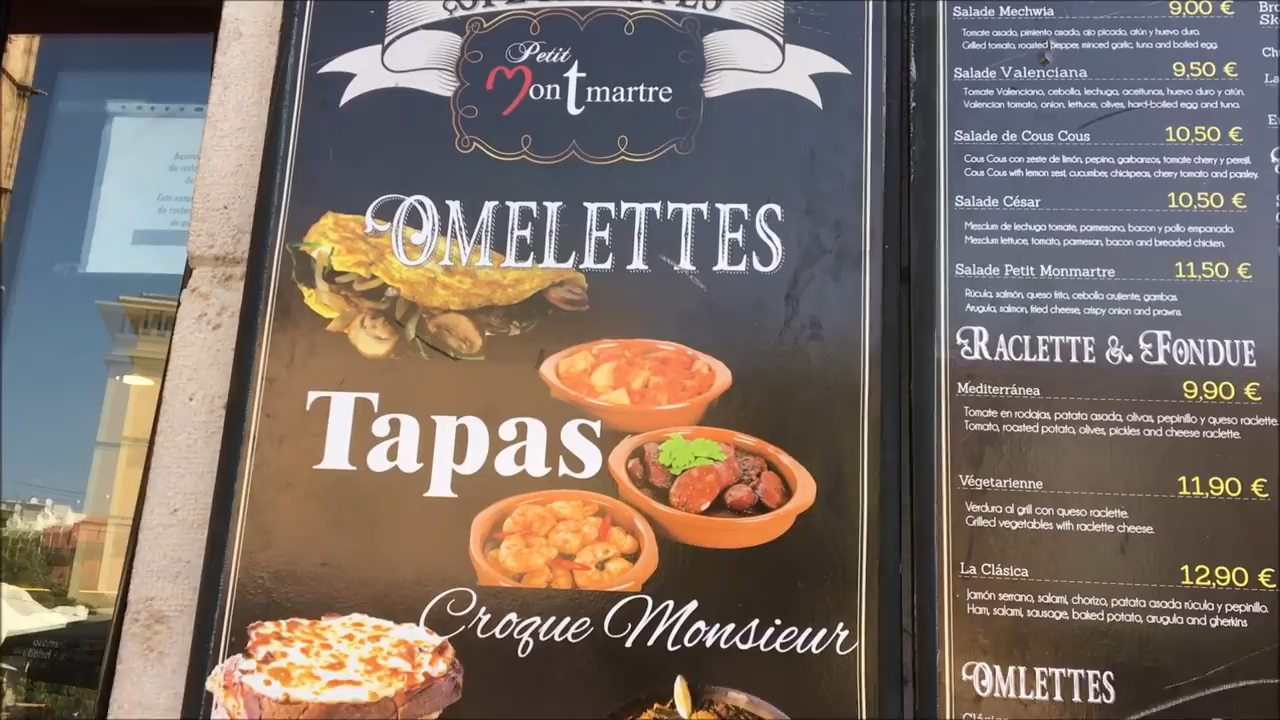 Petit
Montmartre
OMELETTES
Tapas
Croque Monsieur
Salade Mechwia 9,00 €
Tomate asado, pimiento asado, ajo picado, atún y huevo duro.
Grilled tomato, roasted pepper, minced garlic, tuna and boiled egg.
Salade Valenciana 9,50 €
Tomate Valenciano, cebolla, lechuga, aceitunas, huevo duro y atún.
Valencian tomato, onion, lettuce, olives, hard-boiled egg and tuna.
Salade de Cous Cous 10,50 €
Cous Cous con zeste de limón, pepino, garbanzos, tomate cherry y perejil.
Cous Cous with lemon zest, cucumber, chickpeas, cherry tomato and parsley.
Salade César 10,50 €
Mezclum de lechuga tomate, parmesano, bacon y pollo empanado.
Mezclum lettuce, tomato, parmesan, bacon and breaded chicken.
Salade Petit Monmartre 11,50 €
Rúcula, salmón, queso frito, cebolla crujiente, gambas.
Arugula, salmon, fried cheese, crispy onion and prawns.
RACLETTE & FONDUE
Mediterránea 9,90 €
Tomate en rodajas, patata asada, olivas, pepinillo y queso raclette.
Tomato, roasted potato, olives, pickles and cheese raclette.
Végetarienne 11,90 €
Verdura al grill con queso raclette.
Grilled vegetables with raclette cheese.
La Clásica 12,90 €
Jamón serrano, salami, chorizo, patata asada rúcula y pepinillo.
Ham, salami, sausage, baked potato, arugula and gherkins
OMLETTES